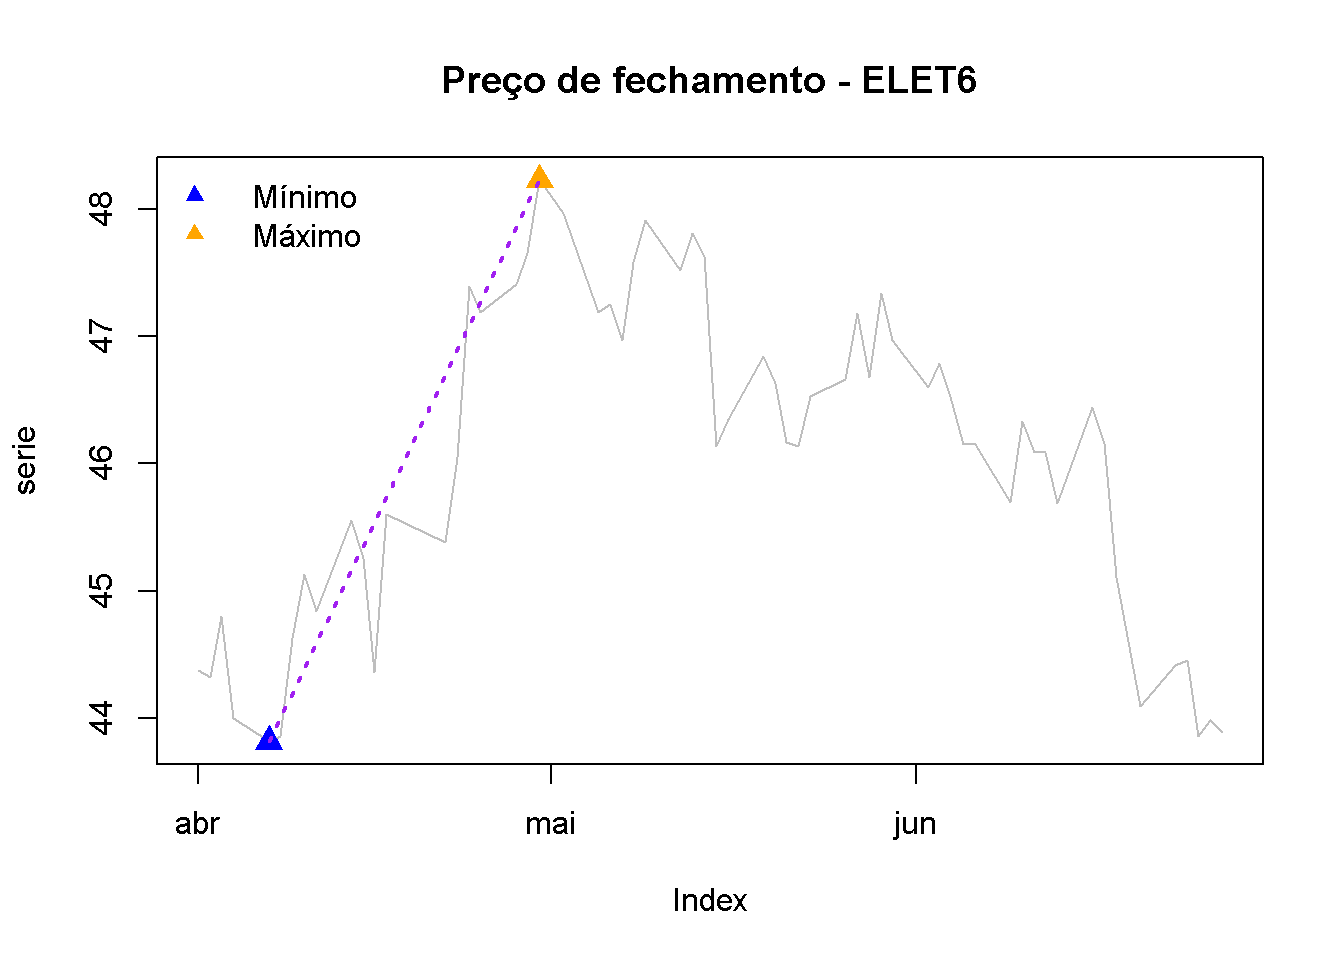 Preço de fechamento - ELET6
Mínimo
Máximo
serie
48
47
46
45
44
abr mai jun
Index